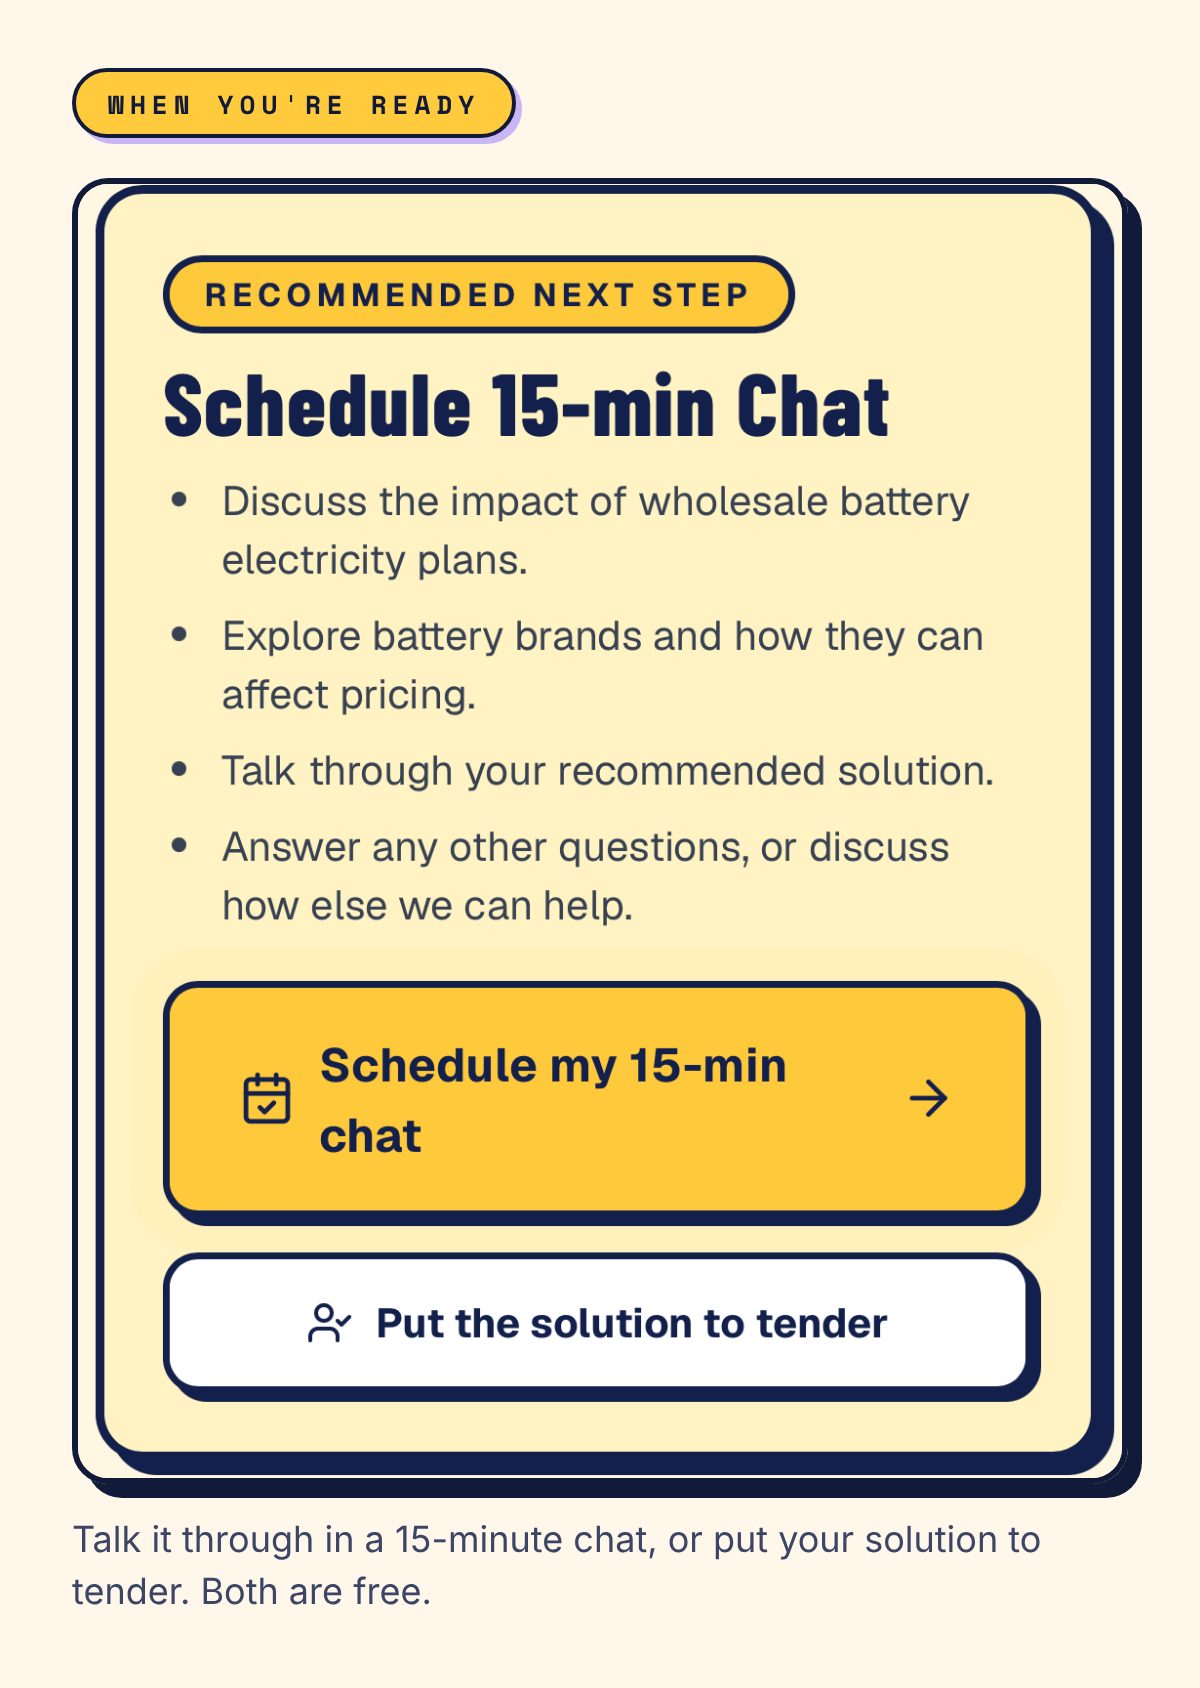 WHEN YOU'RE READY
RECOMMENDED NEXT STEP
Schedule 15-min Chat
• Discuss the impact of wholesale battery
electricity plans.
• Explore battery brands and how they can
affect pricing.
• Talk through your recommended solution.
• Answer any other questions, or discuss
how else we can help.
Schedule my 15-min
chat
Put the solution to tender
Talk it through in a 15-minute chat, or put your solution to
tender. Both are free.